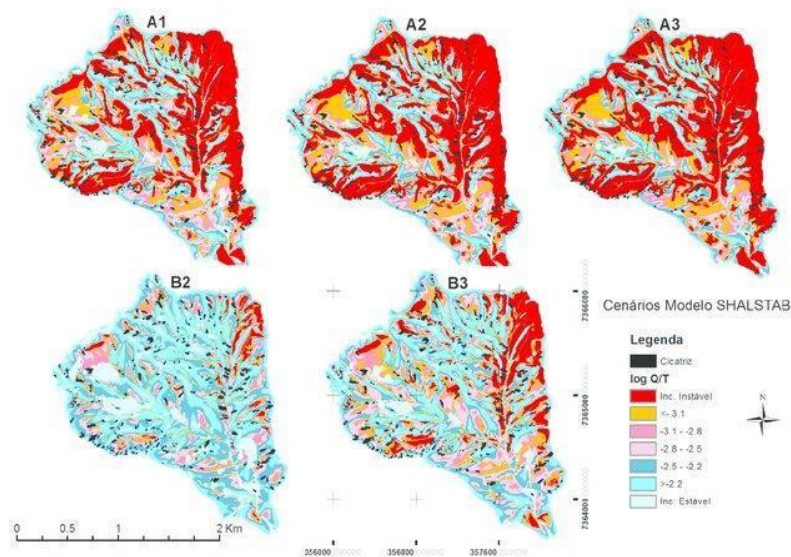 A1
A2
A3
B2
B3
Cenários Modelo SHALSTAB
Legenda
Cicatriz
log Q/T
Inc. Instável
<- 3.1
-3.1 - -2.8
-2.8 - -2.5
-2.5 - -2.2
>-2.2
Inc. Estável
N
7366000
7365000
7364000
0 0.5 1 2 Km
356000
356800
357600